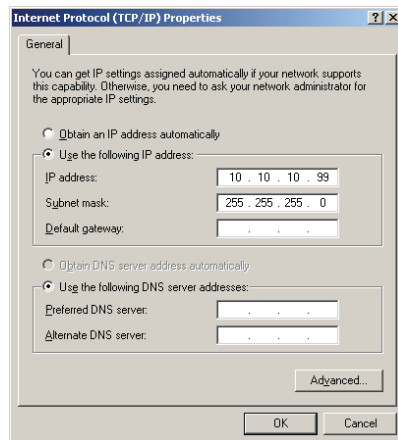 Internet Protocol (TCP/IP) Properties
General
You can get IP settings assigned automatically if your network supports
this capability. Otherwise, you need to ask your network administrator for
the appropriate IP settings.
Obtain an IP address automatically
Use the following IP address:
IP address: 10 . 10 . 10 . 99
Subnet mask: 255 . 255 . 255 . 0
Default gateway: . . .
Obtain DNS server address automatically
Use the following DNS server addresses:
Preferred DNS server: . . .
Alternate DNS server: . . .
Advanced...
OK Cancel